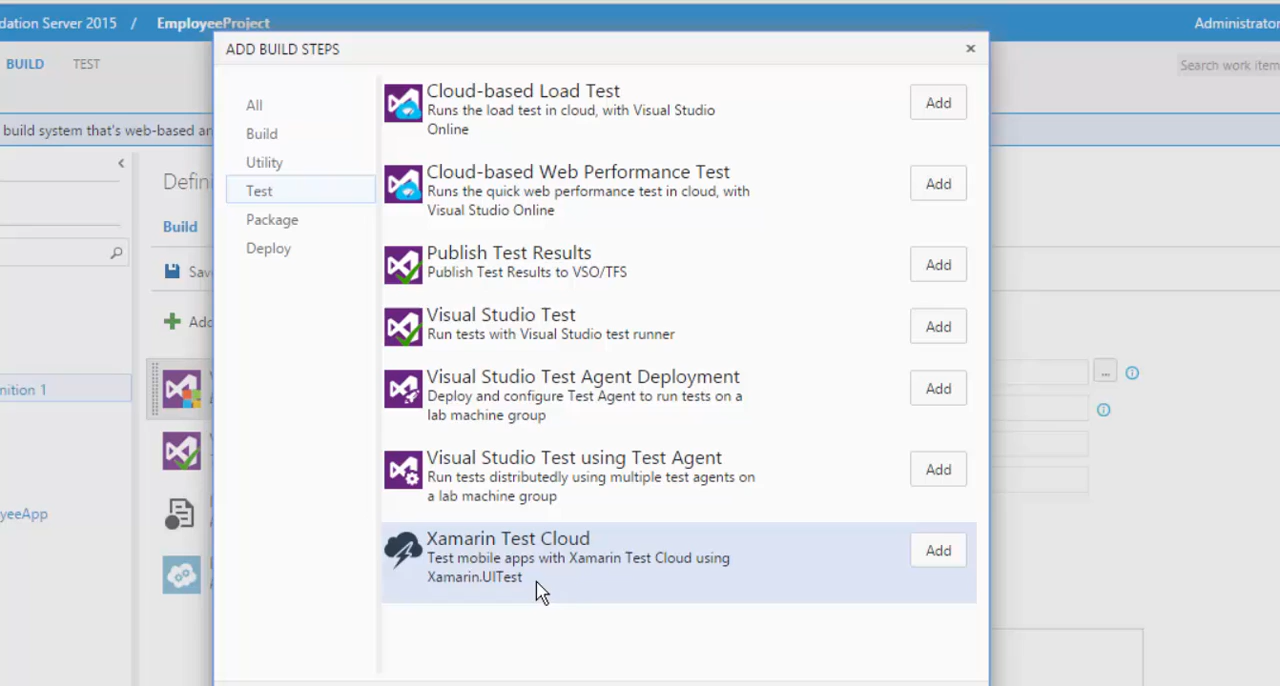 dation Server 2015 / EmployeeProject Administrator
BUILD TEST
Search work item
build system that's web-based an
ADD BUILD STEPS ×
All
Build
Utility
Test
Package
Deploy
Cloud-based Load Test
Runs the load test in cloud, with Visual Studio
Online
Add
Cloud-based Web Performance Test
Runs the quick web performance test in cloud, with
Visual Studio Online
Add
Publish Test Results
Publish Test Results to VSO/TFS
Add
Visual Studio Test
Run tests with Visual Studio test runner
Add
Visual Studio Test Agent Deployment
Deploy and configure Test Agent to run tests on a
lab machine group
Add
Visual Studio Test using Test Agent
Run tests distributedly using multiple test agents on
a lab machine group
Add
Xamarin Test Cloud
Test mobile apps with Xamarin Test Cloud using
Xamarin.UITest
Add
Defini
Build
Sav
Add
nition 1
yeeApp
...